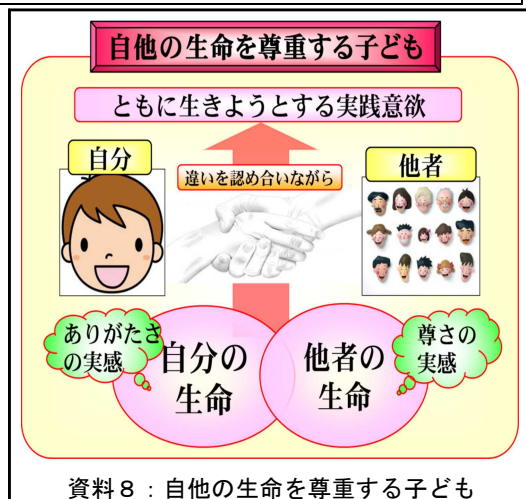 自他の生命を尊重する子ども
ともに生きようとする実践意欲
自分
他者
違いを認め合いながら
ありがたさ
の実感
自分の
生命
他者の
生命
尊さの
実感
資料8：自他の生命を尊重する子ども